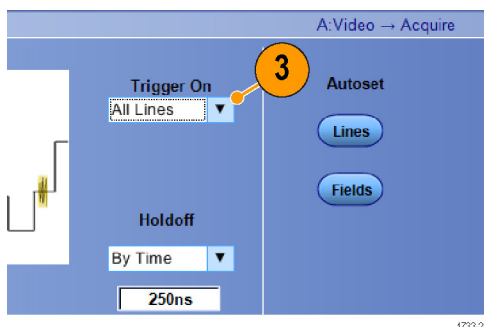 A:Video → Acquire
3
Trigger On
Autoset
All Lines
Lines
Fields
Holdoff
By Time
250ns